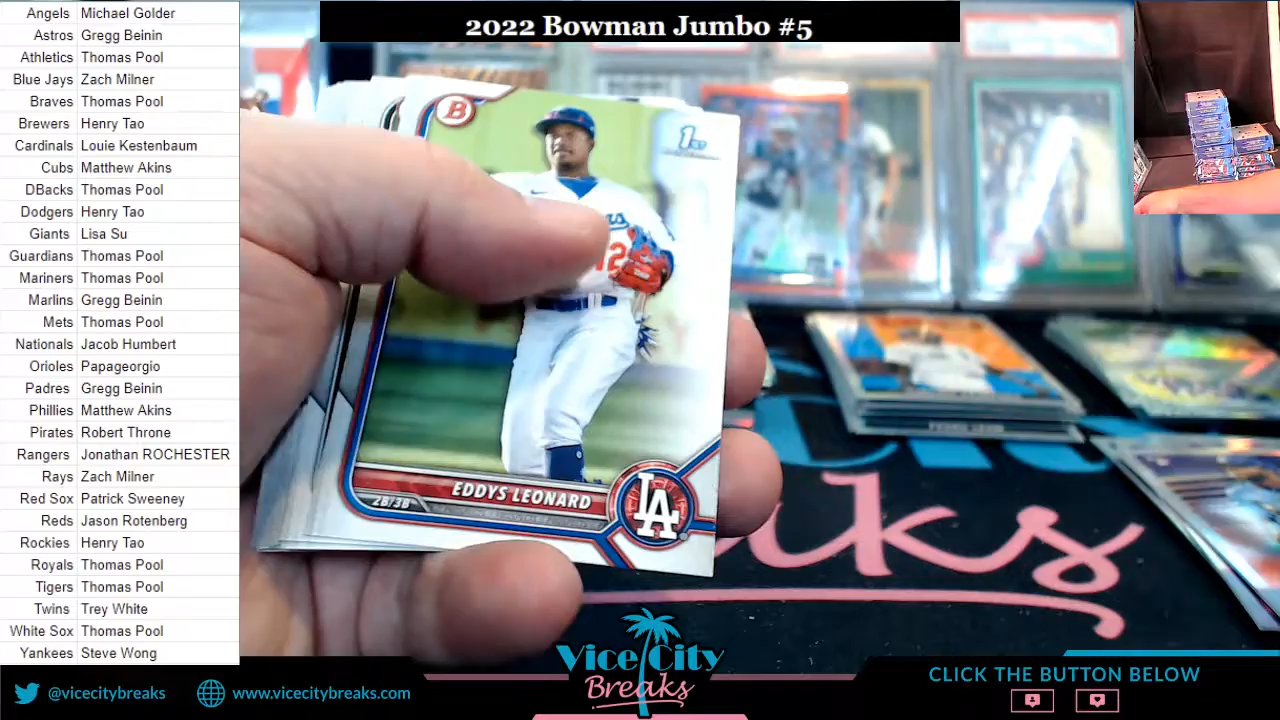 2022 Bowman Jumbo #5
Angels Michael Golder
Astros Gregg Beinin
Athletics Thomas Pool
Blue Jays Zach Milner
Braves Thomas Pool
Brewers Henry Tao
Cardinals Louie Kestenbaum
Cubs Matthew Akins
DBacks Thomas Pool
Dodgers Henry Tao
Giants Lisa Su
Guardians Thomas Pool
Mariners Thomas Pool
Marlins Gregg Beinin
Mets Thomas Pool
Nationals Jacob Humbert
Orioles Papageorgio
Padres Gregg Beinin
Phillies Matthew Akins
Pirates Robert Throne
Rangers Jonathan ROCHESTER
Rays Zach Milner
Red Sox Patrick Sweeney
Reds Jason Rotenberg
Rockies Henry Tao
Royals Thomas Pool
Tigers Thomas Pool
Twins Trey White
White Sox Thomas Pool
Yankees Steve Wong
B
1ST
12
EDDYS LEONARD
2B/3B
LA
Vice City
Breaks
@vicecitybreaks
www.vicecitybreaks.com
CLICK THE BUTTON BELOW